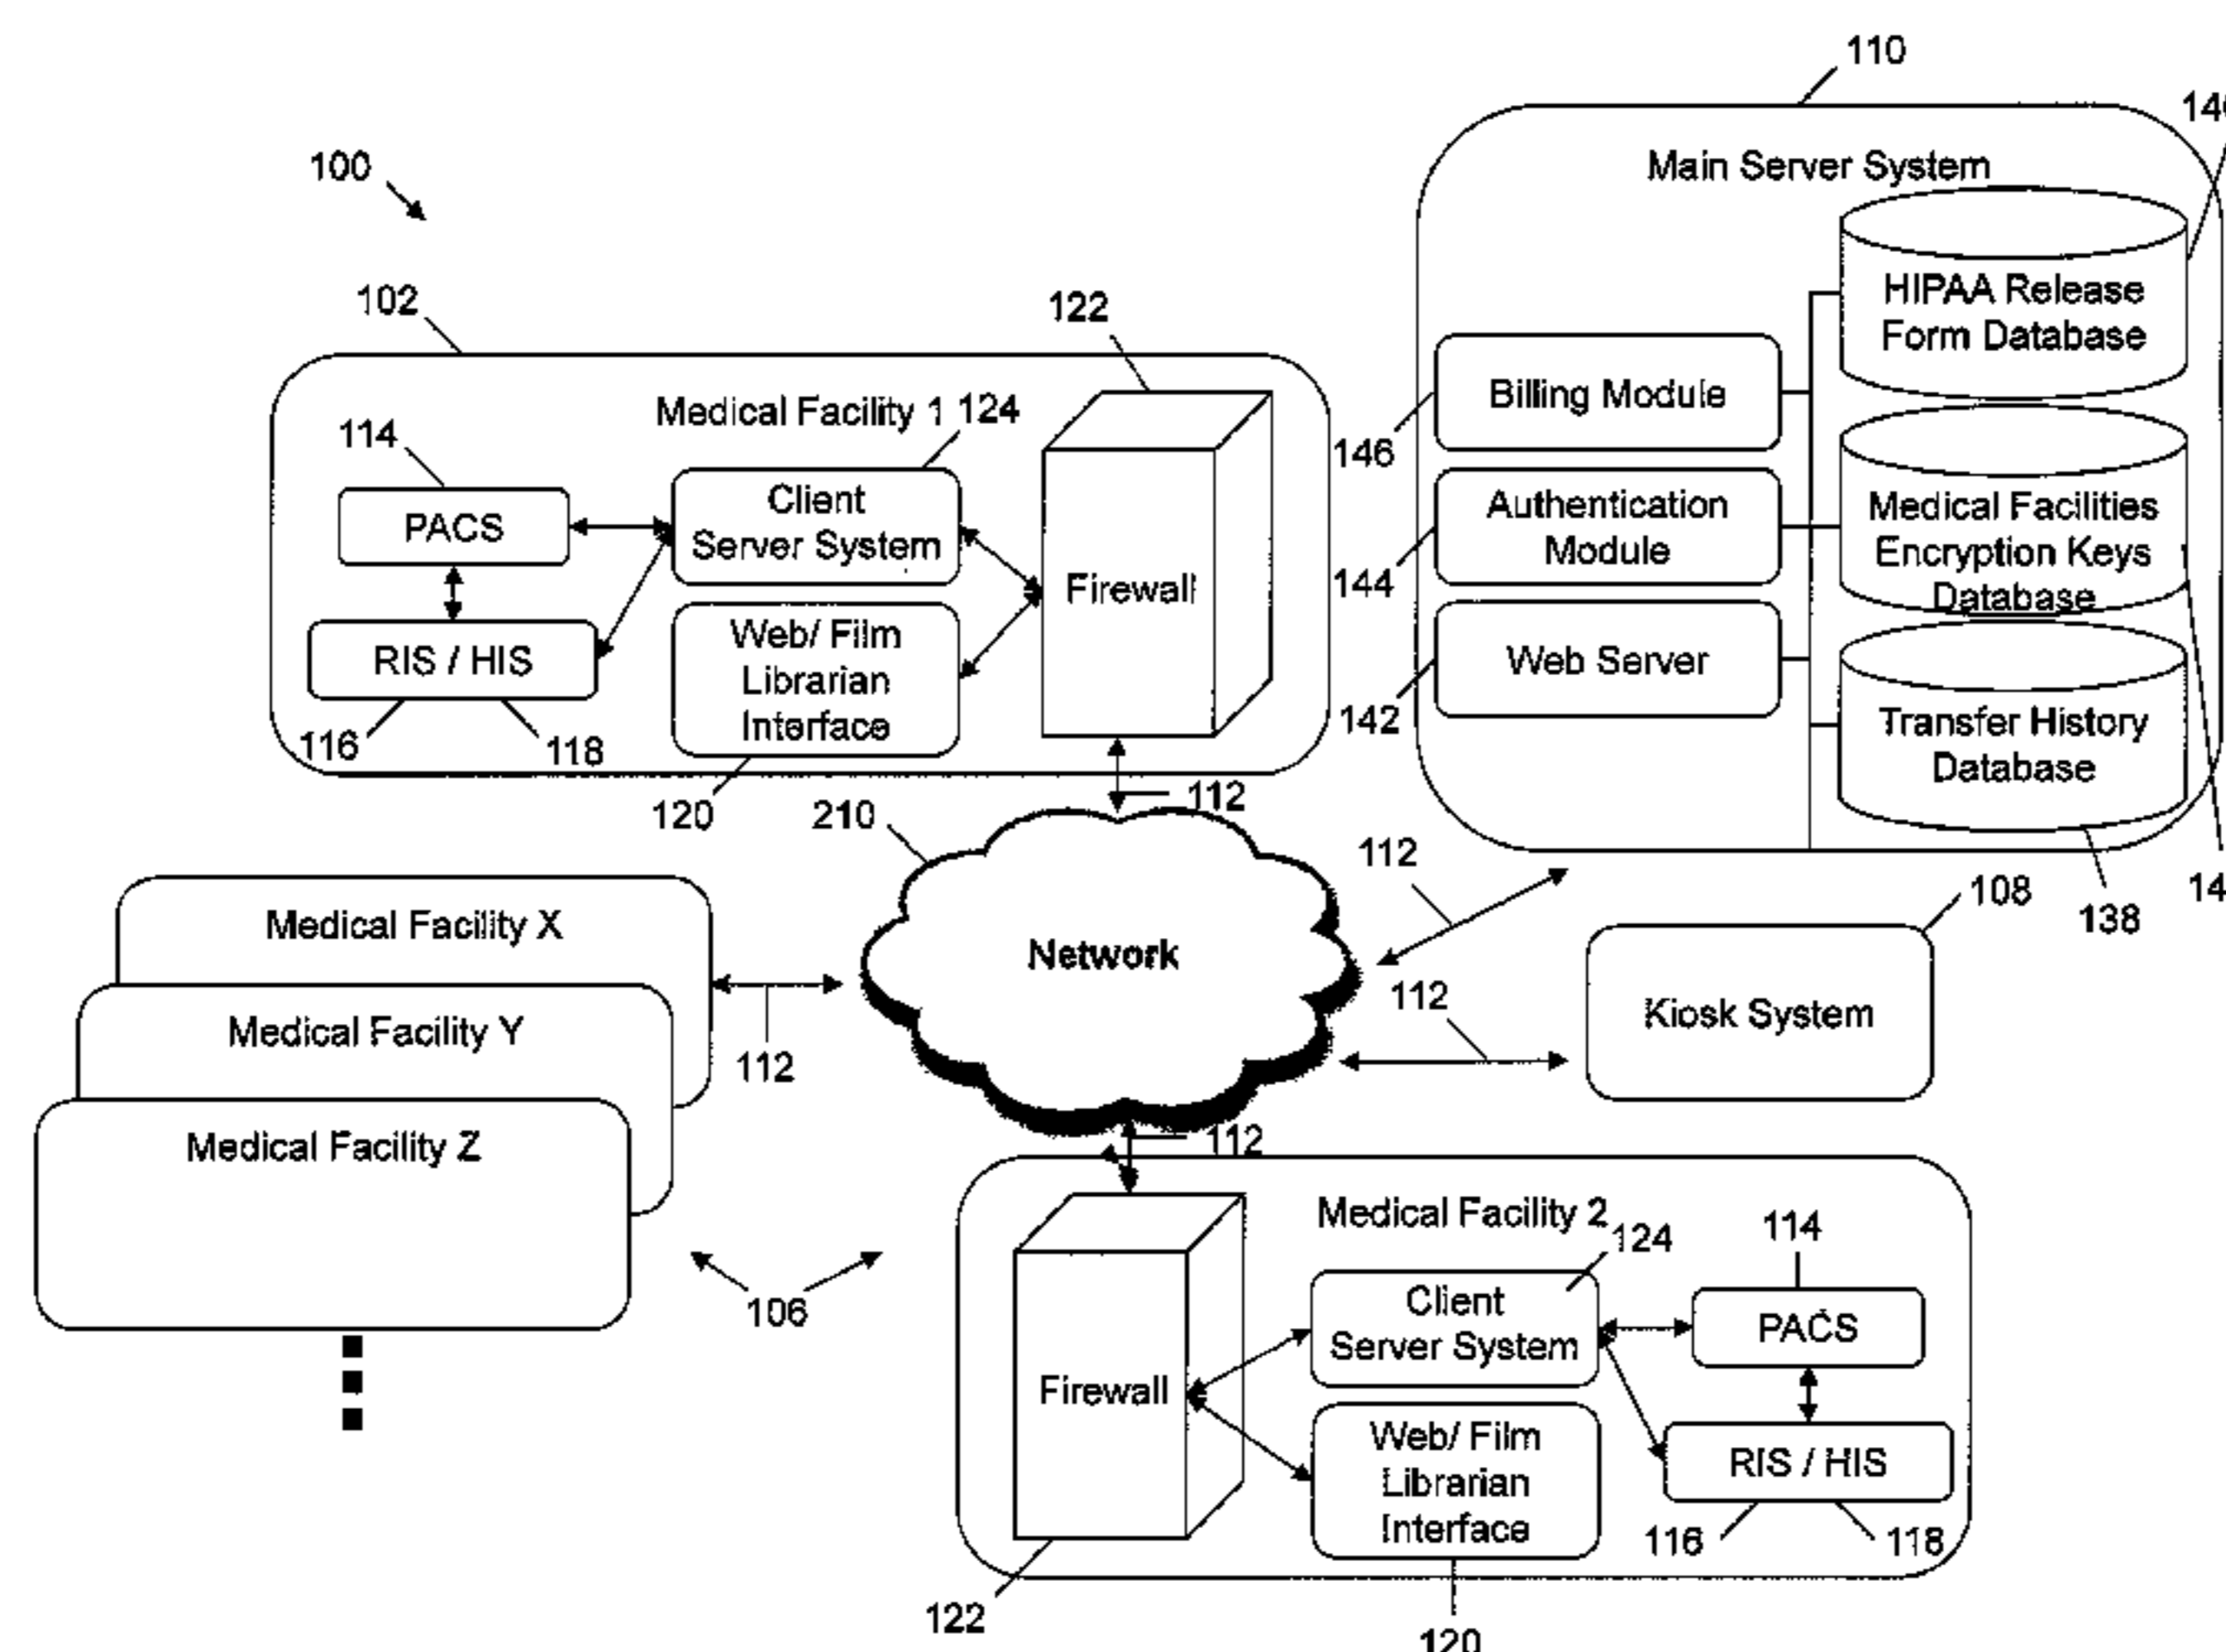 110
100
Main Server System
HIPAA Release
Form Database
Billing Module
146
Medical Facilities
Encryption Keys
Database
Authentication
Module
144
Web Server
142
Transfer History
Database
138
102
122
Medical Facility 1
124
114
PACS
Client
Server System
Firewall
RIS / HIS
Web/ Film
Librarian
Interface
116
118
120
112
210
112
Medical Facility X
Network
108
Medical Facility Y
112
112
Kiosk System
Medical Facility Z
112
106
Medical Facility 2
124
114
Client
Server System
PACS
Firewall
Web/ Film
Librarian
Interface
RIS / HIS
116
118
122
120